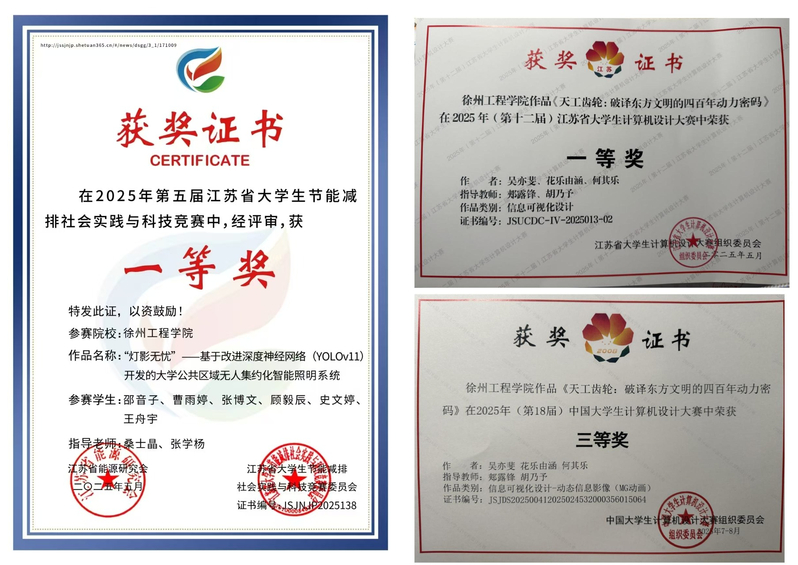 http://jsjnjp.shetuan365.cn/#/news/dsgg/3_1/171009
获奖证书
CERTIFICATE
在2025年第五届江苏省大学生节能减
排社会实践与科技竞赛中，经评审，获
一等奖
特发此证，以资鼓励！
参赛院校：徐州工程学院
作品名称：“灯影无忧”——基于改进深度神经网络（YOLOv11）
开发的大学公共区域无人集约化智能照明系统
参赛学生：邵音子、曹雨婷、张博文、顾毅辰、史文婷、
王舟宇
指导老师：桑士晶、张学杨
江苏省能源研究会
二〇二五年五月
江苏省大学生节能减排
社会实践与科技竞赛委员会
证书编号：JSJNJP2025138
获奖
江苏
证书
徐州工程学院作品《天工齿轮：破译东方文明的四百年动力密码》
在 2025 年（第十二届）江苏省大学生计算机设计大赛中荣获
一等奖
作　　者：吴亦斐、花乐由涵、何其乐
指导教师：郑露锋、胡乃予
作品类别：信息可视化设计
证书编号：JSUCDC-IV-2025013-02
江苏省大学生计算机设计大赛组织委员会
二零二五年五月
获奖
2008
证书
徐州工程学院作品《天工齿轮：破译东方文明的四百年动力密
码》在2025年（第18届）中国大学生计算机设计大赛中荣获
三等奖
作　　者：吴亦斐 花乐由涵 何其乐
指导教师：郑露锋 胡乃予
作品类别：信息可视化设计-动态信息影像（MG动画）
证书编号：JSJDS20250041202502453200035601​5064
中国大学生计算机设计大赛组织委员会
2025年7-8月